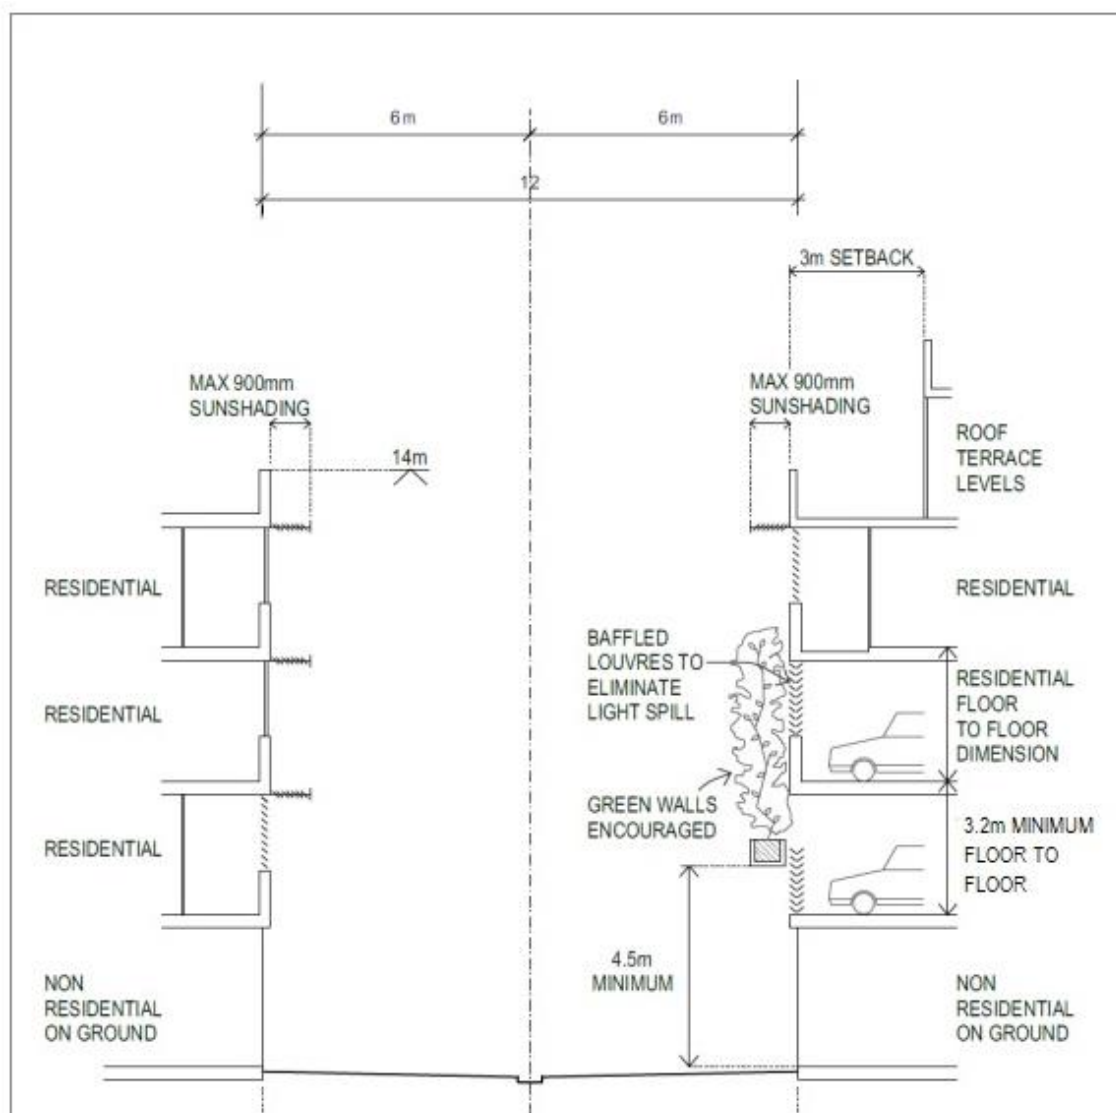 6m
6m
12
3m SETBACK
MAX 900mm
SUNSHADING
MAX 900mm
SUNSHADING
14m
ROOF
TERRACE
LEVELS
RESIDENTIAL
RESIDENTIAL
BAFFLED
LOUVRES TO
ELIMINATE
LIGHT SPILL
RESIDENTIAL
RESIDENTIAL
FLOOR
TO FLOOR
DIMENSION
GREEN WALLS
ENCOURAGED
RESIDENTIAL
3.2m MINIMUM
FLOOR TO
FLOOR
4.5m
MINIMUM
NON
RESIDENTIAL
ON GROUND
NON
RESIDENTIAL
ON GROUND